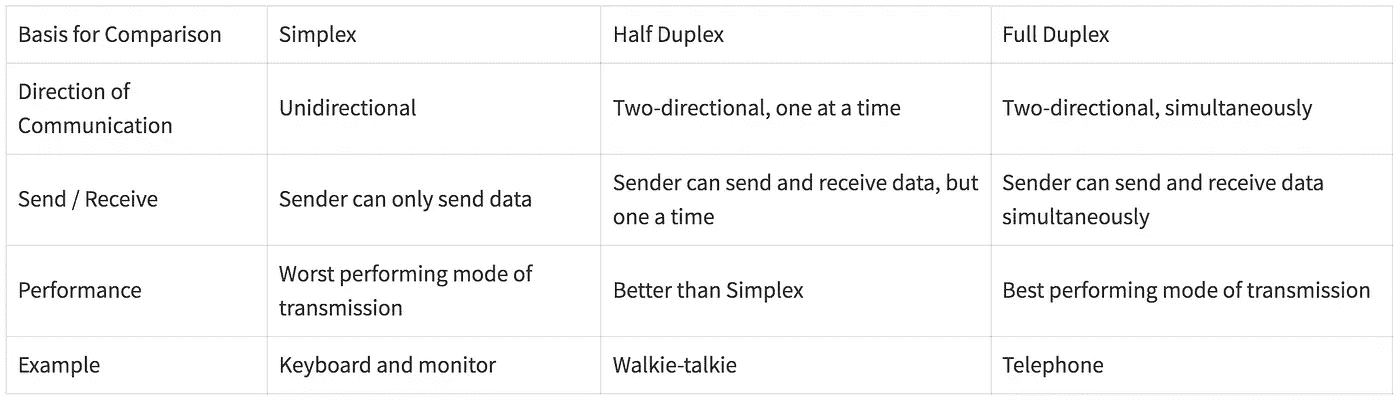 Basis for Comparison Simplex Half Duplex Full Duplex
Direction of
Communication Unidirectional Two-directional, one at a time Two-directional, simultaneously
Send / Receive Sender can only send data Sender can send and receive data, but
one a time Sender can send and receive data
simultaneously
Performance Worst performing mode of
transmission Better than Simplex Best performing mode of transmission
Example Keyboard and monitor Walkie-talkie Telephone